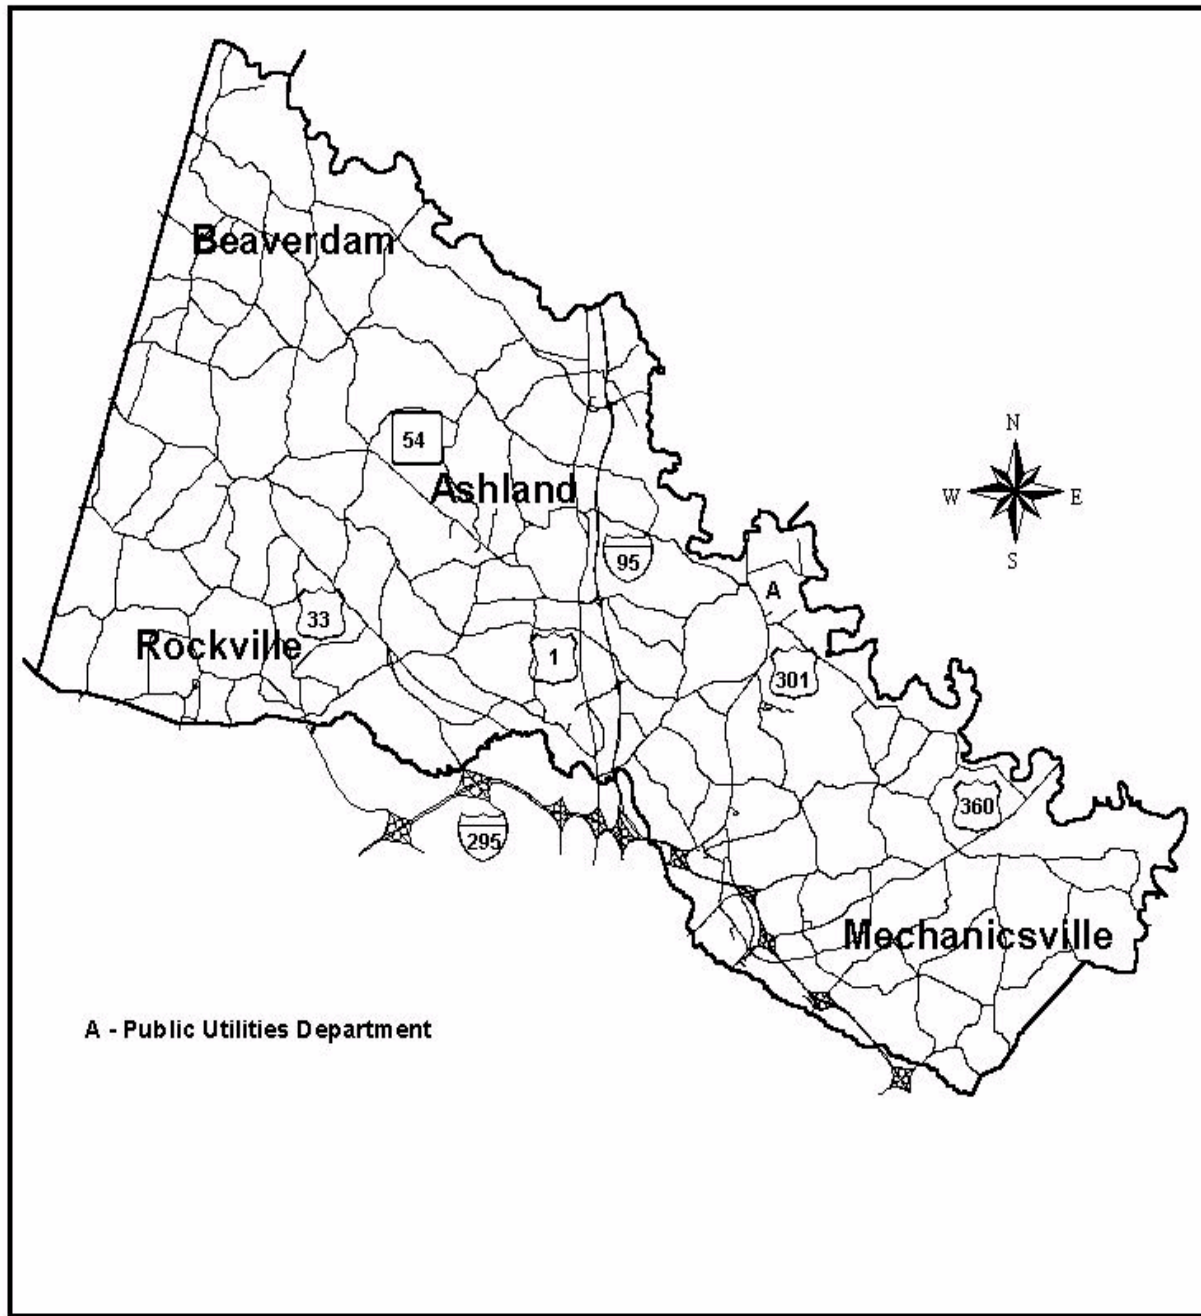 Beaverdam
54
Ashland
N
W
E
S
95
A
33
Rockville
1
301
360
295
Mechanicsville
A - Public Utilities Department